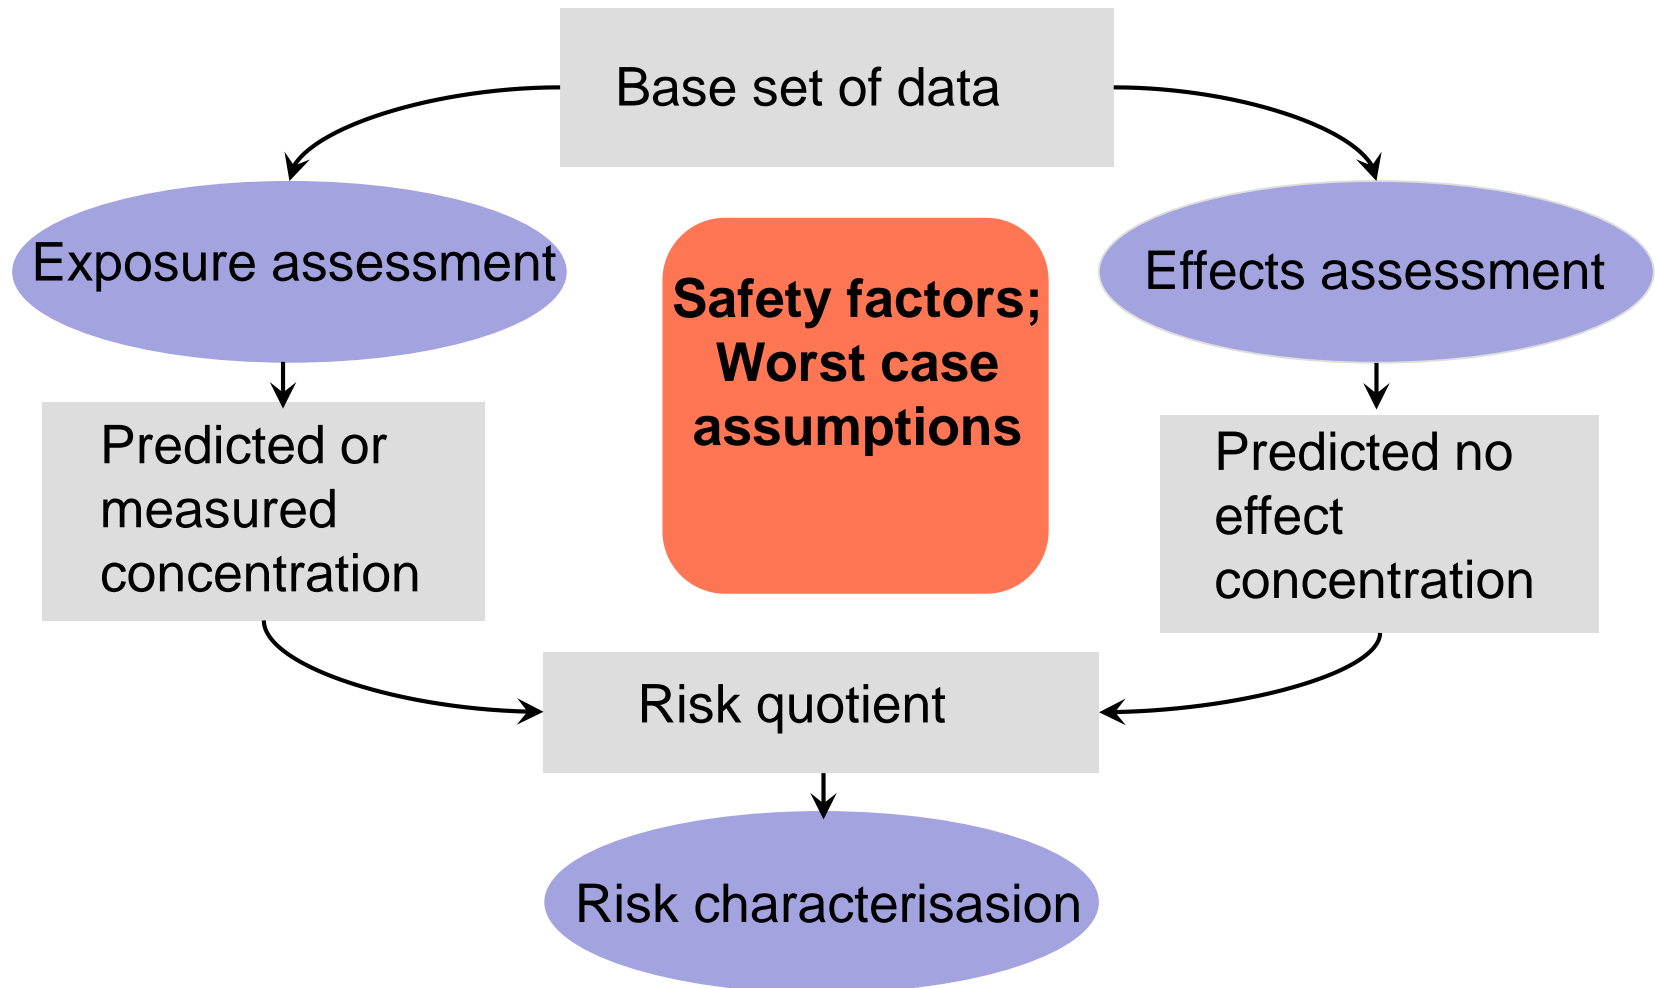 Base set of data
Exposure assessment
Effects assessment
Safety factors;
Worst case
assumptions
Predicted or
measured
concentration
Predicted no
effect
concentration
Risk quotient
Risk characterisasion